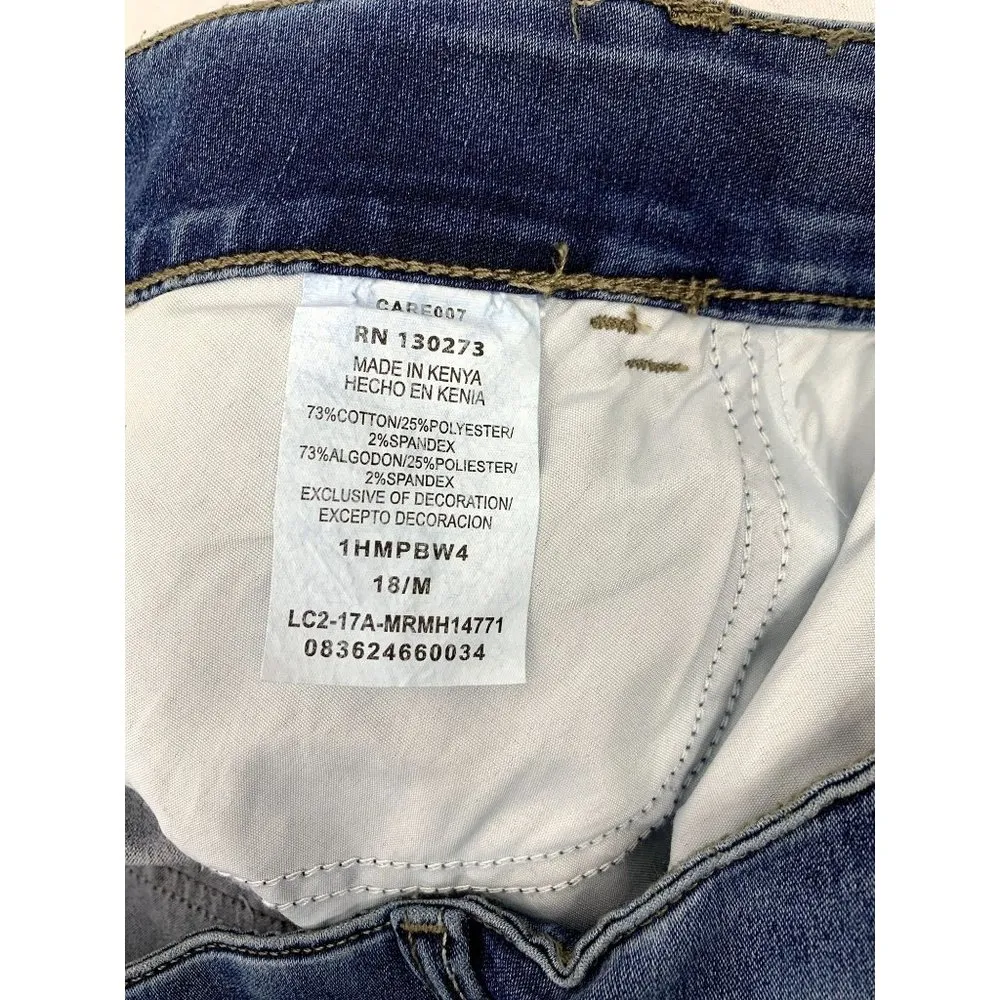 CARE007
RN 130273
MADE IN KENYA
HECHO EN KENIA
73%COTTON/25%POLYESTER/
2%SPANDEX
73%ALGODON/25%POLIESTER/
2%SPANDEX
EXCLUSIVE OF DECORATION/
EXCEPTO DECORACION
1HMPBW4
18/M
LC2-17A-MRMH14771
083624660034